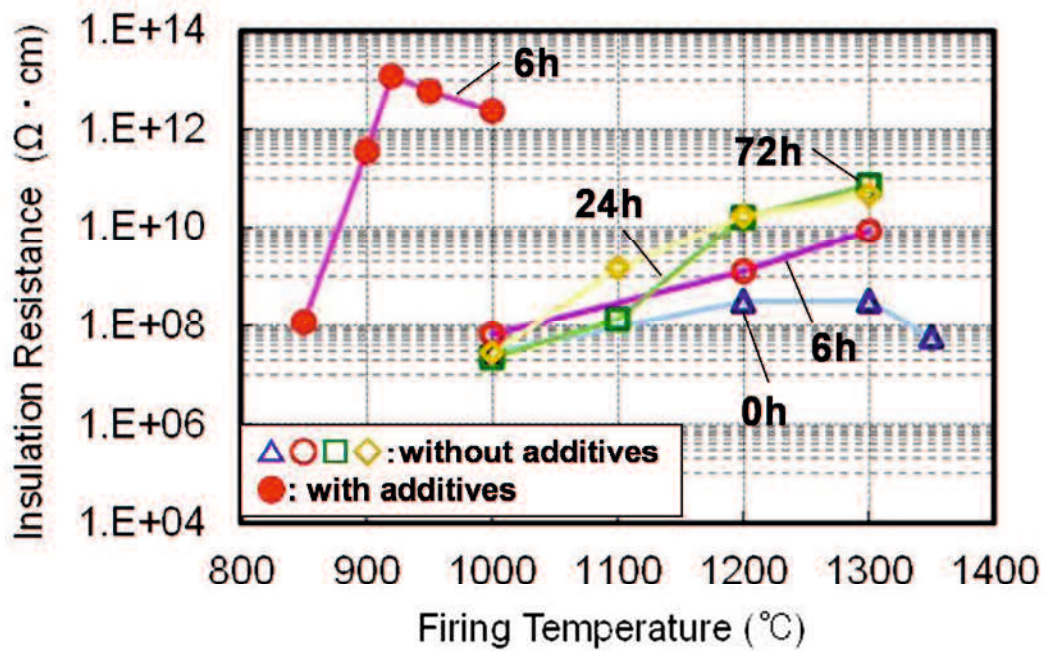 Insulation Resistance (Ω・cm)
1.E+14
1.E+12
1.E+10
1.E+08
1.E+06
1.E+04
6h
72h
24h
6h
0h
: without additives
: with additives
800 900 1000 1100 1200 1300 1400
Firing Temperature (℃)